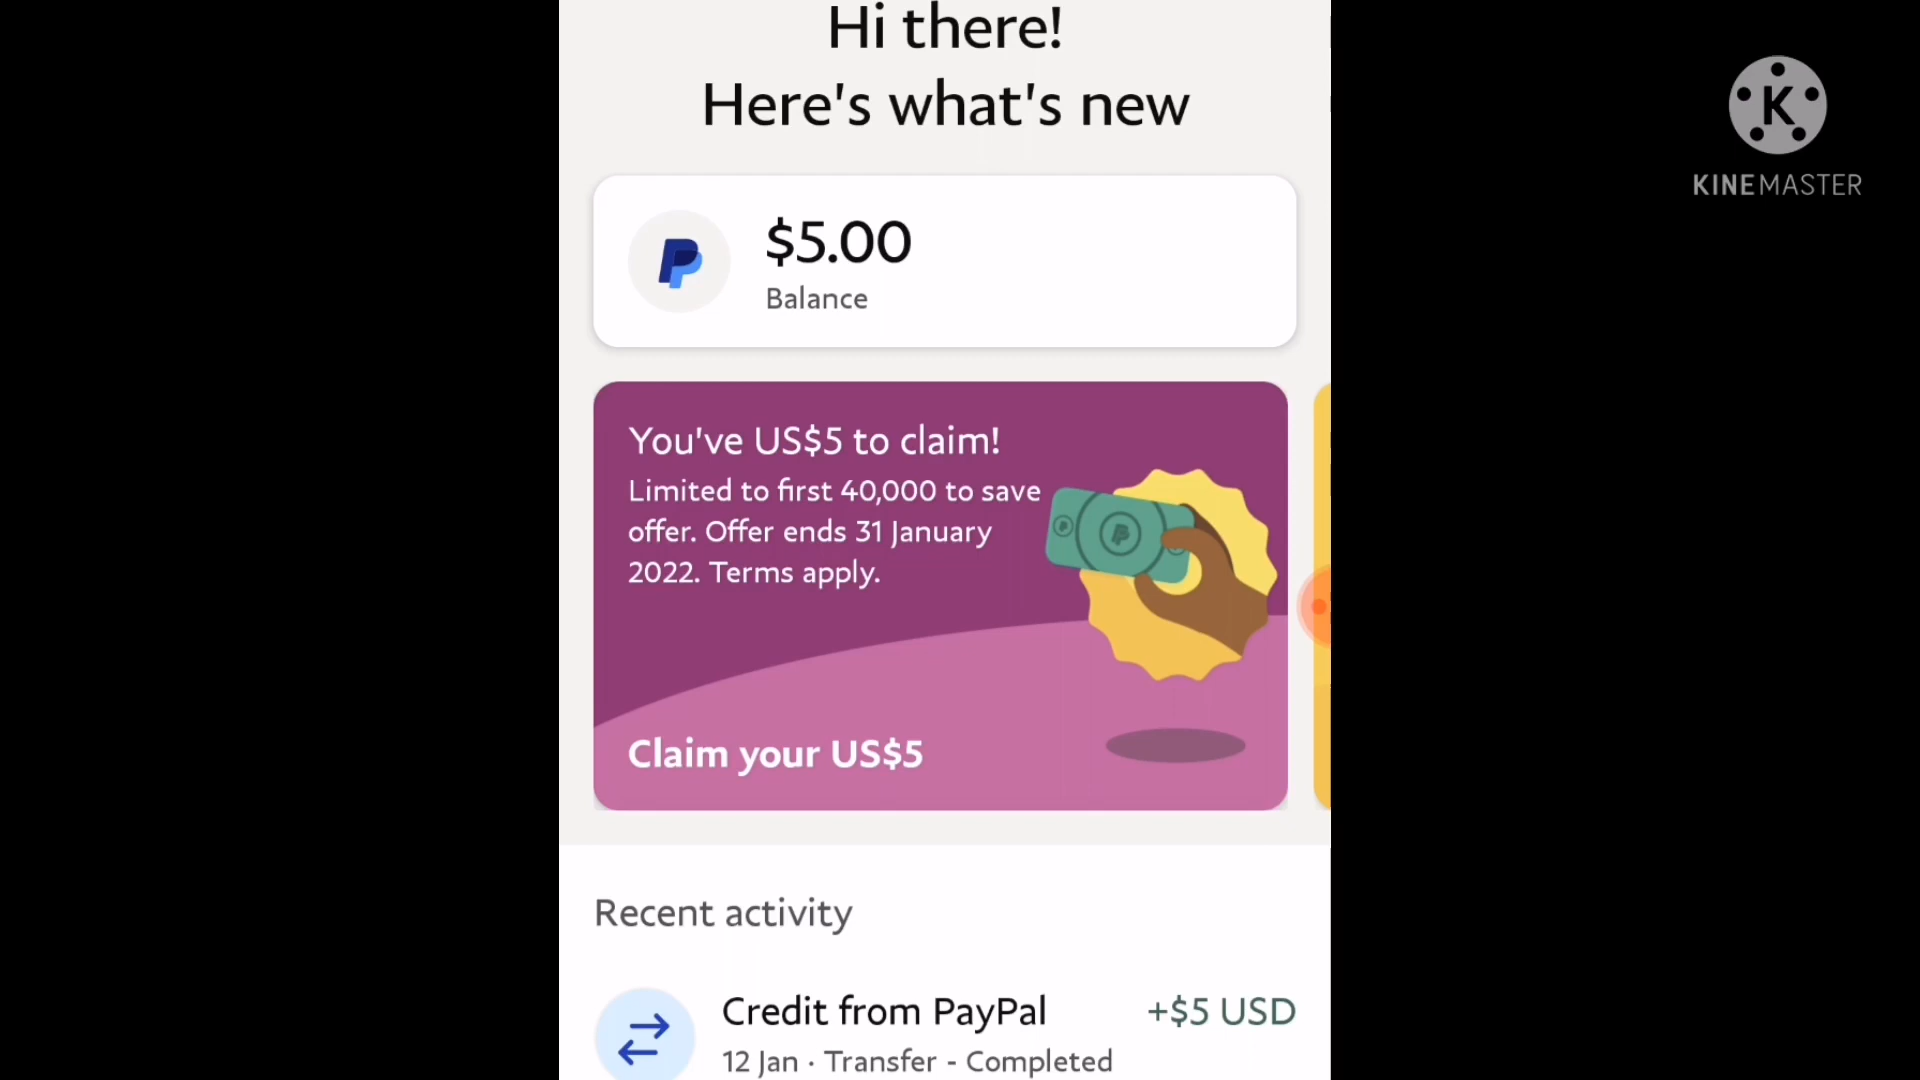 Hi there!
Here's what's new
$5.00
Balance
You've US$5 to claim!
Limited to first 40,000 to save
offer. Offer ends 31 January
2022. Terms apply.
Claim your US$5
Recent activity
Credit from PayPal
+$5 USD
12 Jan · Transfer - Completed
K
KINEMASTER